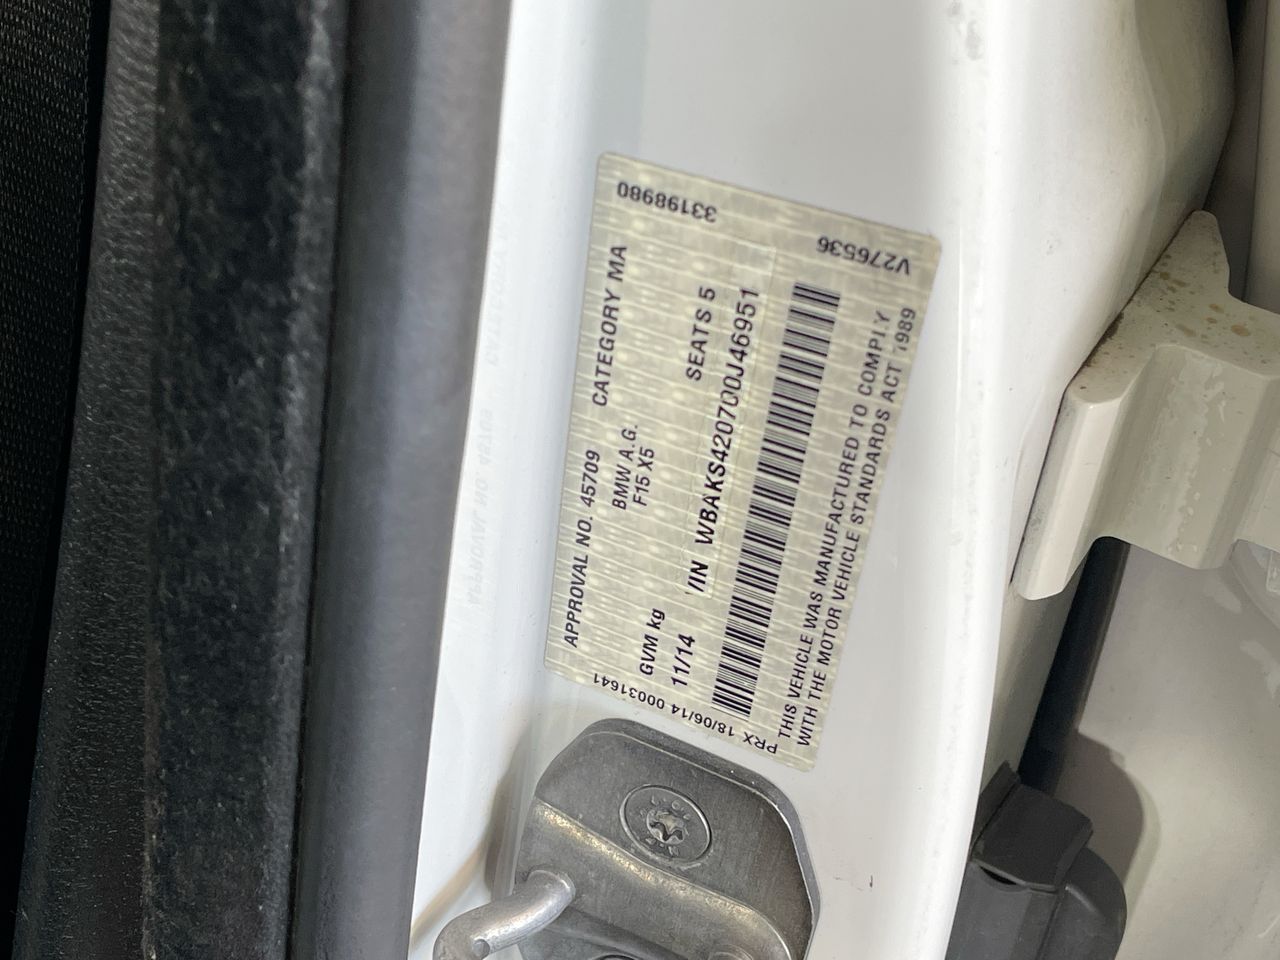 APPROVAL NO. 45709 CATEGORY MA
BMW A.G.
F15 X5
GVM kg SEATS 5
11/14 VIN WBAKS420700J46951
THIS VEHICLE WAS MANUFACTURED TO COMPLY
WITH THE MOTOR VEHICLE STANDARDS ACT 1989
PRX 18/06/14 00031641
V276536 33198980